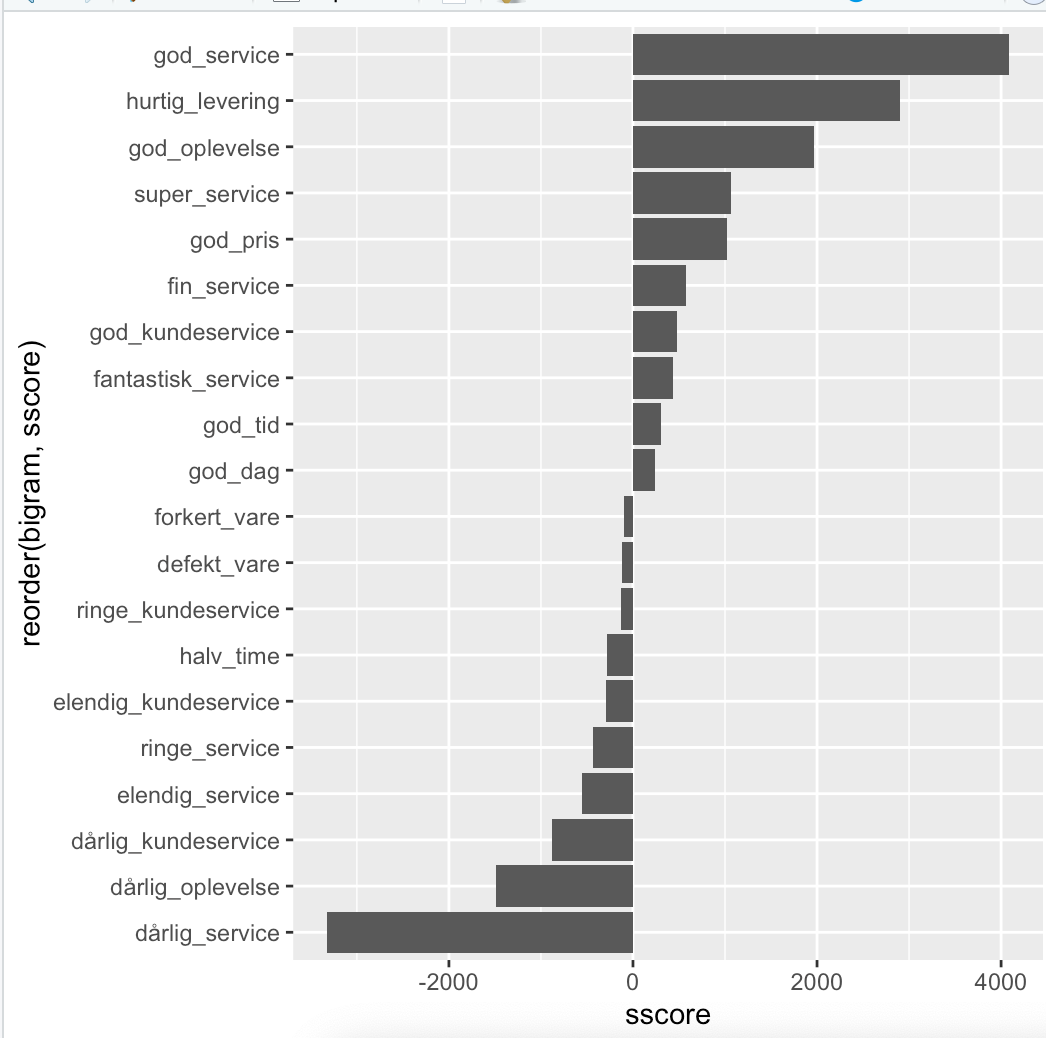 god_service
hurtig_levering
god_oplevelse
super_service
god_pris
fin_service
god_kundeservice
fantastisk_service
god_tid
god_dag
forkert_vare
defekt_vare
ringe_kundeservice
halv_time
elendig_kundeservice
ringe_service
elendig_service
dårlig_kundeservice
dårlig_oplevelse
dårlig_service
reorder(bigram, sscore)
-2000 0 2000 4000
sscore